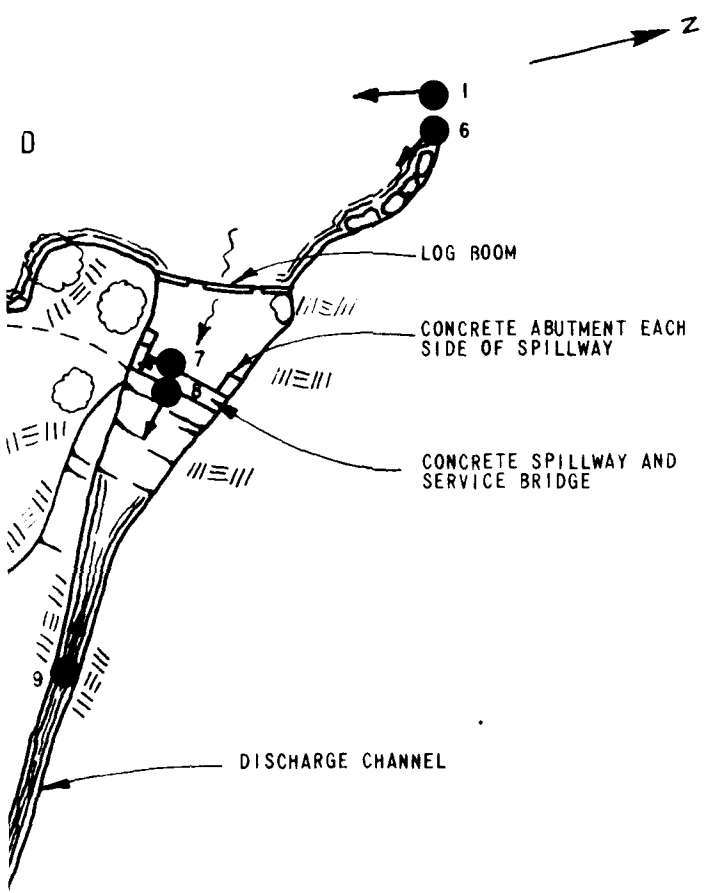 N
1
6
D
LOG BOOM
CONCRETE ABUTMENT EACH
SIDE OF SPILLWAY
7
8
CONCRETE SPILLWAY AND
SERVICE BRIDGE
9
DISCHARGE CHANNEL